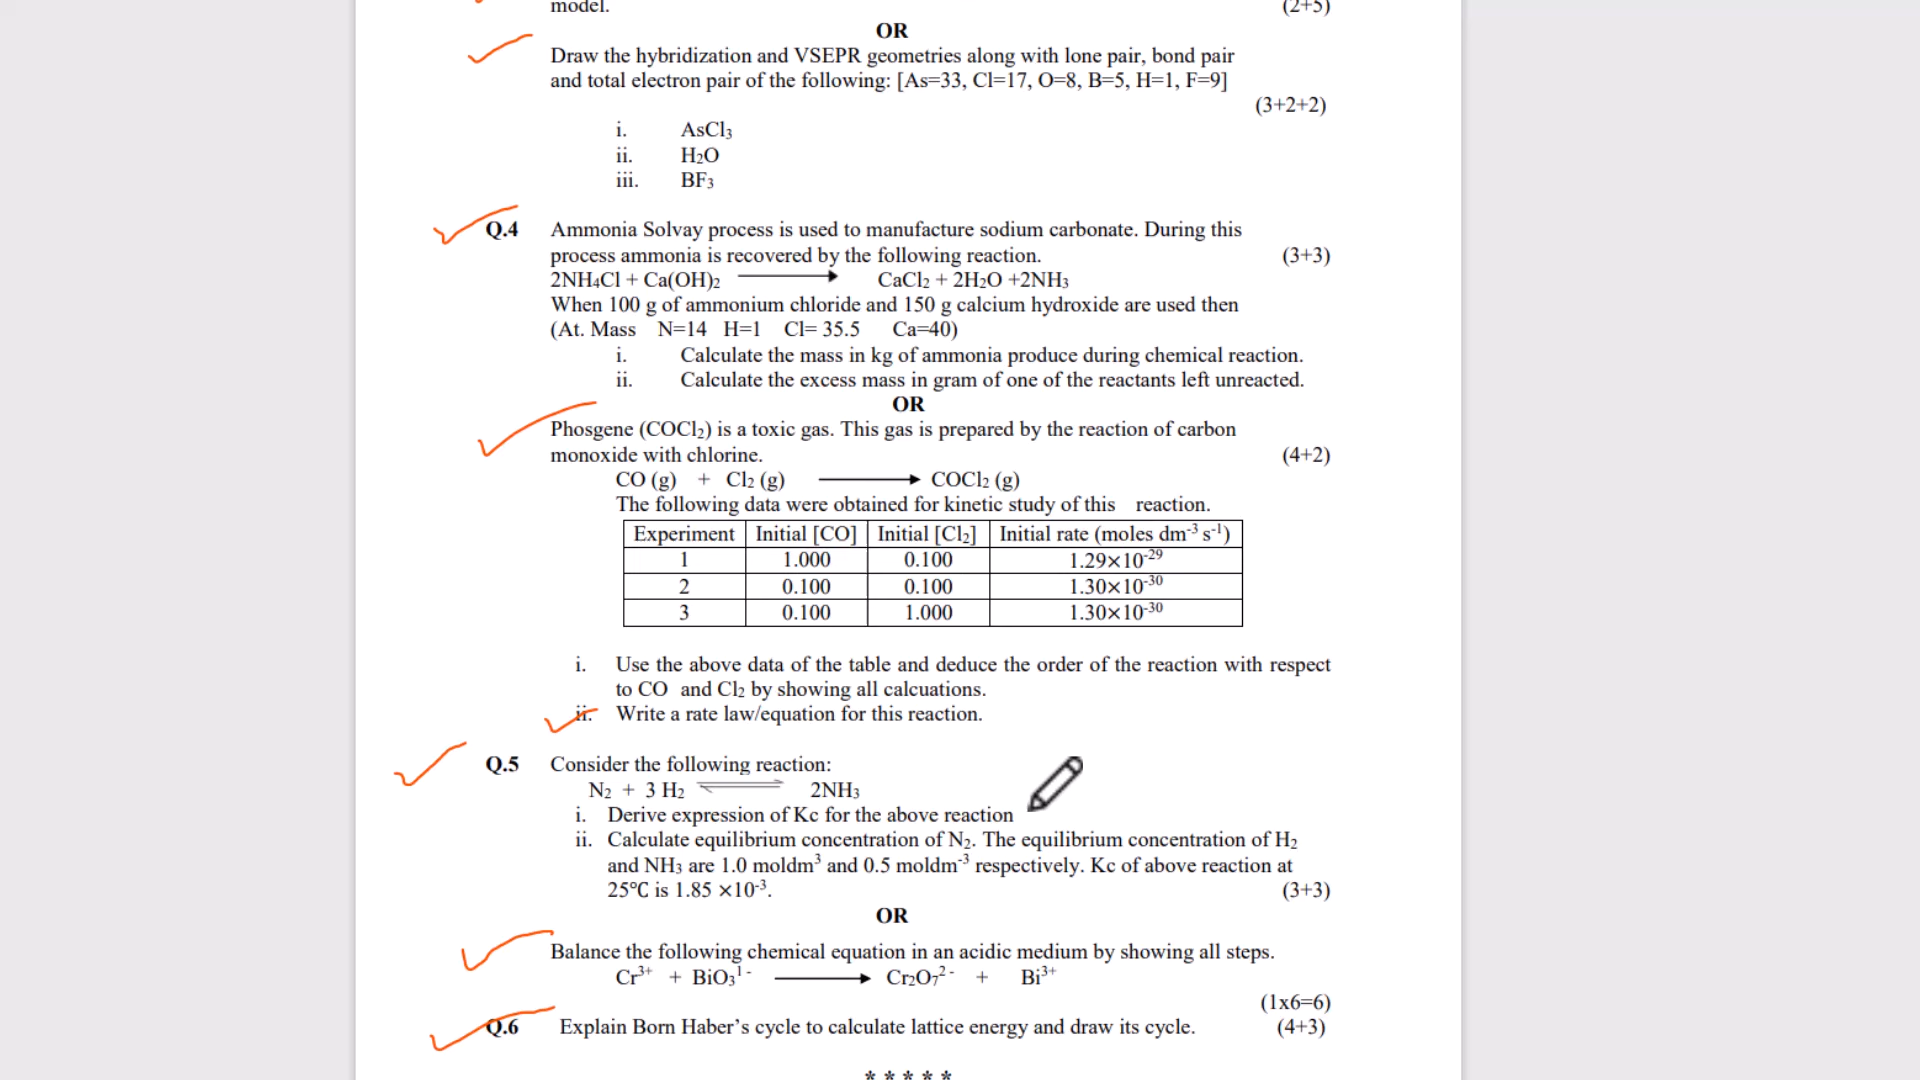 model. (2+5)
OR
Draw the hybridization and VSEPR geometries along with lone pair, bond pair
and total electron pair of the following: [As=33, Cl=17, O=8, B=5, H=1, F=9]
(3+2+2)
i. AsCl₃
ii. H₂O
iii. BF₃
Q.4 Ammonia Solvay process is used to manufacture sodium carbonate. During this
process ammonia is recovered by the following reaction. (3+3)
2NH₄Cl + Ca(OH)₂ ⟶ CaCl₂ + 2H₂O +2NH₃
When 100 g of ammonium chloride and 150 g calcium hydroxide are used then
(At. Mass N=14 H=1 Cl= 35.5 Ca=40)
i. Calculate the mass in kg of ammonia produce during chemical reaction.
ii. Calculate the excess mass in gram of one of the reactants left unreacted.
OR
Phosgene (COCl₂) is a toxic gas. This gas is prepared by the reaction of carbon
monoxide with chlorine. (4+2)
CO (g) + Cl₂ (g) ⟶ COCl₂ (g)
The following data were obtained for kinetic study of this reaction.
Experiment Initial [CO] Initial [Cl₂] Initial rate (moles dm⁻³ s⁻¹)
1 1.000 0.100 1.29×10⁻²⁹
2 0.100 0.100 1.30×10⁻³⁰
3 0.100 1.000 1.30×10⁻³⁰
i. Use the above data of the table and deduce the order of the reaction with respect
to CO and Cl₂ by showing all calcuations.
ii. Write a rate law/equation for this reaction.
Q.5 Consider the following reaction:
N₂ + 3 H₂ ⇌ 2NH₃
i. Derive expression of Kc for the above reaction
ii. Calculate equilibrium concentration of N₂. The equilibrium concentration of H₂
and NH₃ are 1.0 moldm³ and 0.5 moldm⁻³ respectively. Kc of above reaction at
25°C is 1.85 ×10⁻³. (3+3)
OR
Balance the following chemical equation in an acidic medium by showing all steps.
Cr³⁺ + BiO₃¹⁻ ⟶ Cr₂O₇²⁻ + Bi³⁺
(1x6=6)
Q.6 Explain Born Haber’s cycle to calculate lattice energy and draw its cycle. (4+3)
* * * * *